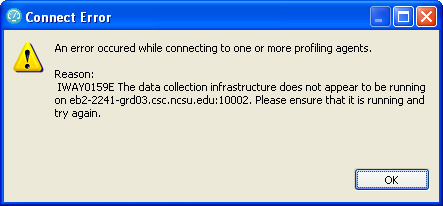 Connect Error
An error occured while connecting to one or more profiling agents.
Reason:
IWAY0159E The data collection infrastructure does not appear to be running
on eb2-2241-grd03.csc.ncsu.edu:10002. Please ensure that it is running and
try again.
OK